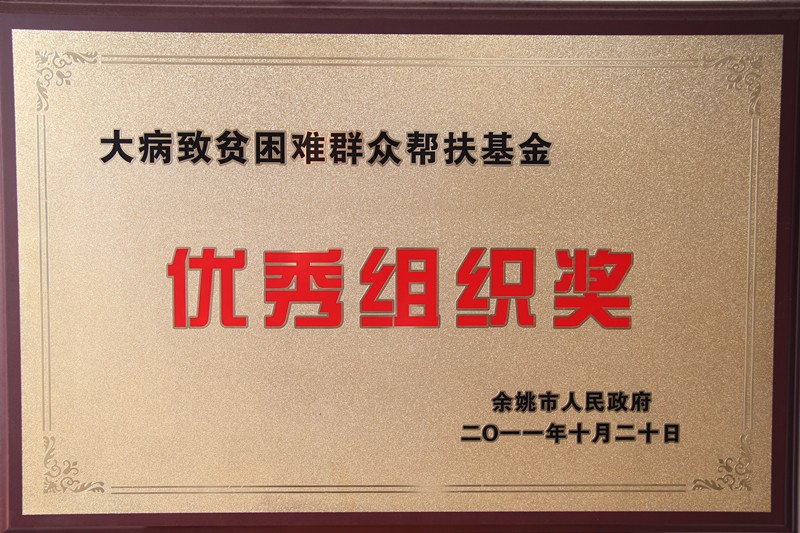 大病致贫困难群众帮扶基金
优秀组织奖
余姚市人民政府
二〇一一年十月二十日